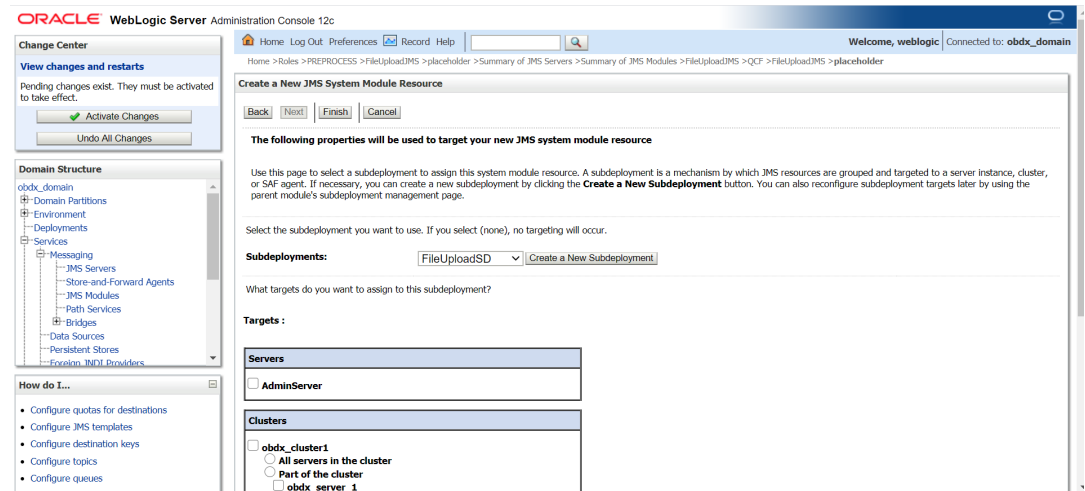 ORACLE WebLogic Server Administration Console 12c
Change Center
View changes and restarts
Pending changes exist. They must be activated
to take effect.
Activate Changes
Undo All Changes
Domain Structure
obdx_domain
Domain Partitions
Environment
Deployments
Services
Messaging
JMS Servers
Store-and-Forward Agents
JMS Modules
Path Services
Bridges
Data Sources
Persistent Stores
Foreign JNDI Providers
How do I...
Configure quotas for destinations
Configure JMS templates
Configure destination keys
Configure topics
Configure queues
Home Log Out Preferences Record Help
Welcome, weblogic Connected to: obdx_domain
Home >Roles >PREPROCESS >FileUploadJMS >placeholder >Summary of JMS Servers >Summary of JMS Modules >FileUploadJMS >QCF >FileUploadJMS >placeholder
Create a New JMS System Module Resource
Back Next Finish Cancel
The following properties will be used to target your new JMS system module resource
Use this page to select a subdeployment to assign this system module resource. A subdeployment is a mechanism by which JMS resources are grouped and targeted to a server instance, cluster,
or SAF agent. If necessary, you can create a new subdeployment by clicking the Create a New Subdeployment button. You can also reconfigure subdeployment targets later by using the
parent module's subdeployment management page.
Select the subdeployment you want to use. If you select (none), no targeting will occur.
Subdeployments: FileUploadSD Create a New Subdeployment
What targets do you want to assign to this subdeployment?
Targets :
Servers
AdminServer
Clusters
obdx_cluster1
All servers in the cluster
Part of the cluster
obdx_server_1